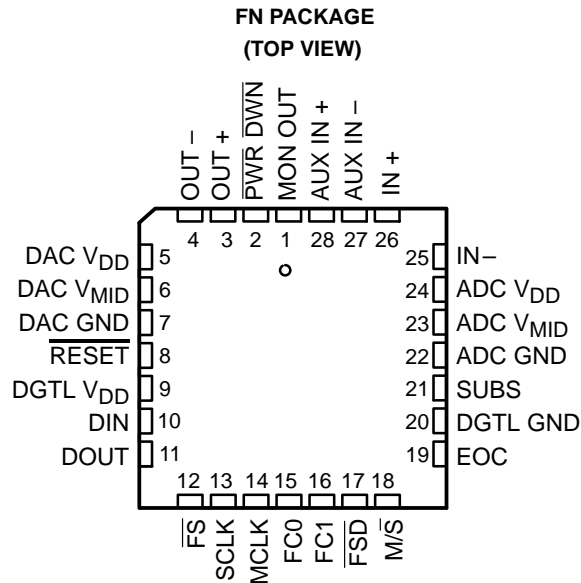 FN PACKAGE
(TOP VIEW)
OUT –
OUT +
PWR DWN
MON OUT
AUX IN +
AUX IN –
IN +
4
3
2
1
28
27
26
DAC VDD
5
DAC VMID
6
DAC GND
7
RESET
8
DGTL VDD
9
DIN
10
DOUT
11
25
IN–
24
ADC VDD
23
ADC VMID
22
ADC GND
21
SUBS
20
DGTL GND
19
EOC
12
13
14
15
16
17
18
FS
SCLK
MCLK
FC0
FC1
FSD
M/S